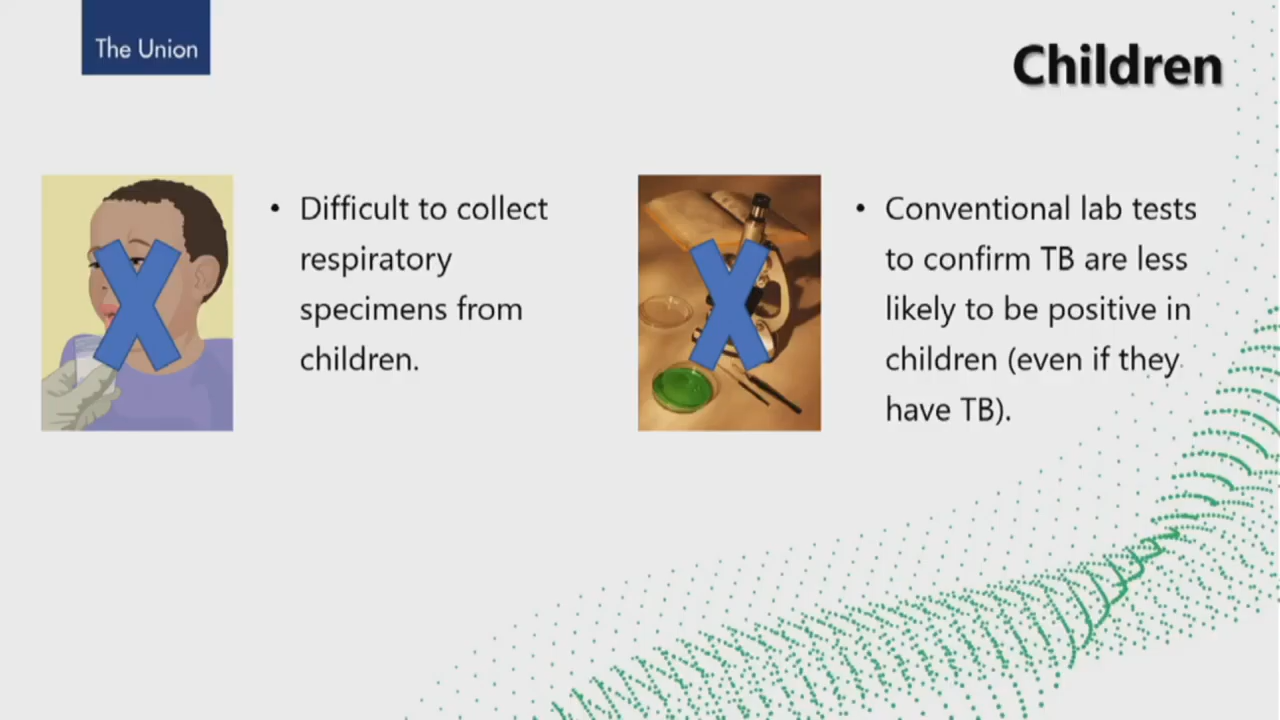 The Union
Children
• Difficult to collect
respiratory
specimens from
children.
• Conventional lab tests
to confirm TB are less
likely to be positive in
children (even if they
have TB).